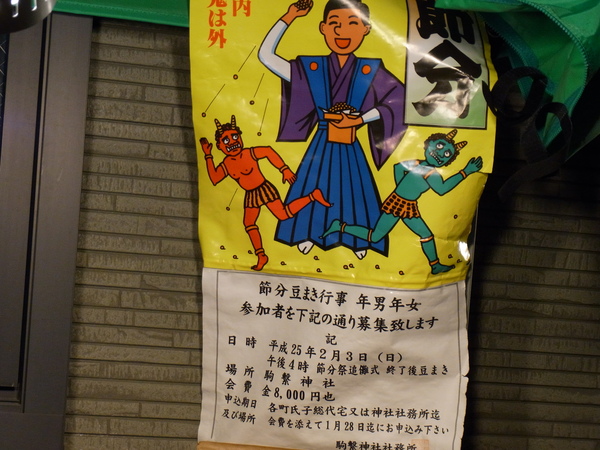 節分
内
鬼は外
節分豆まき行事 年男年女
参加者を下記の通り募集致します
記
日時 平成25年2月3日(日)
午後4時 節分祭追儺式 終了後豆まき
場所 駒繋神社
会費 金8,000円也
申込期日 各町氏子総代宅又は神社社務所迄
及び場所 会費を添えて1月28日迄にお申込み下さい
駒繋神社社務所